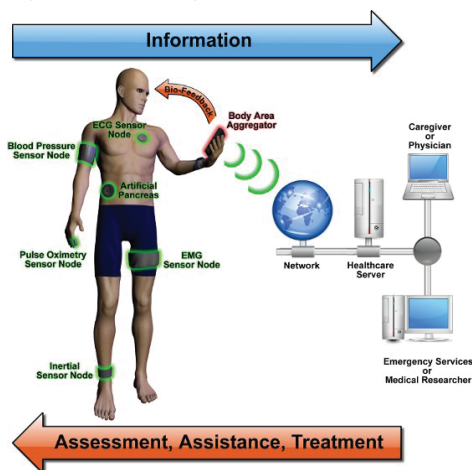 Information
Bio-Feedback
ECG Sensor
Node
Body Area
Aggregator
Blood Pressure
Sensor Node
Caregiver
or
Physician
Artificial
Pancreas
Pulse Oximetry
Sensor Node
EMG
Sensor Node
Network
Healthcare
Server
Inertial
Sensor Node
Emergency Services
or
Medical Researcher
Assessment, Assistance, Treatment